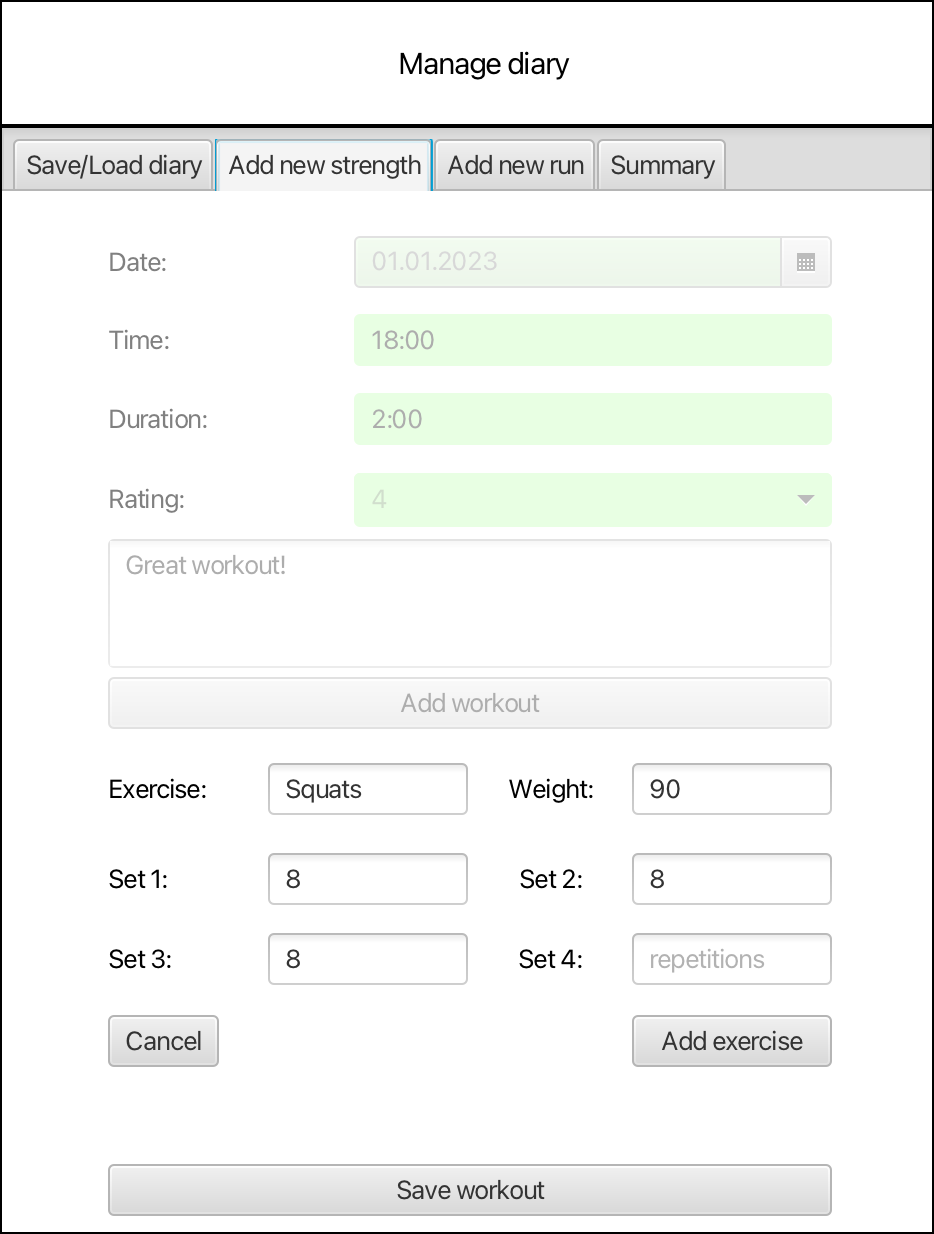 Manage diary
Save/Load diary Add new strength Add new run Summary
Date: 01.01.2023
Time: 18:00
Duration: 2:00
Rating: 4
Great workout!
Add workout
Exercise: Squats Weight: 90
Set 1: 8 Set 2: 8
Set 3: 8 Set 4: repetitions
Cancel Add exercise
Save workout